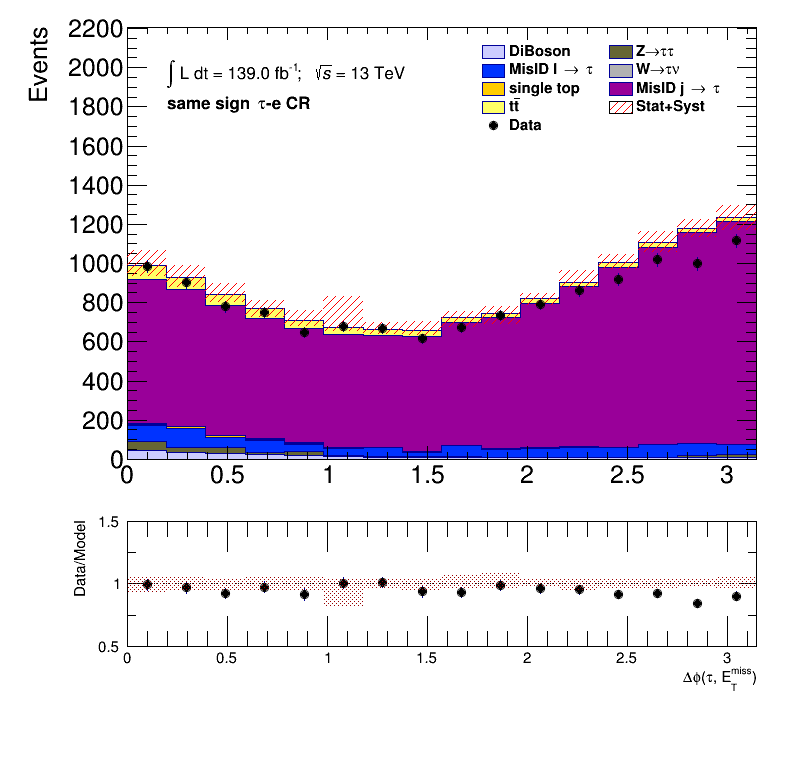 Events
2200
2000
1800
1600
1400
1200
1000
800
600
400
200
0
∫ L dt = 139.0 fb⁻¹; √s = 13 TeV
same sign τ-e CR
DiBoson
Z→ττ
MisID l → τ
W→τν
single top
MisID j → τ
tt̄
Stat+Syst
Data
0 0.5 1 1.5 2 2.5 3
Data/Model
1.5
1
0.5
0 0.5 1 1.5 2 2.5 3
Δϕ(τ, E_T^miss)